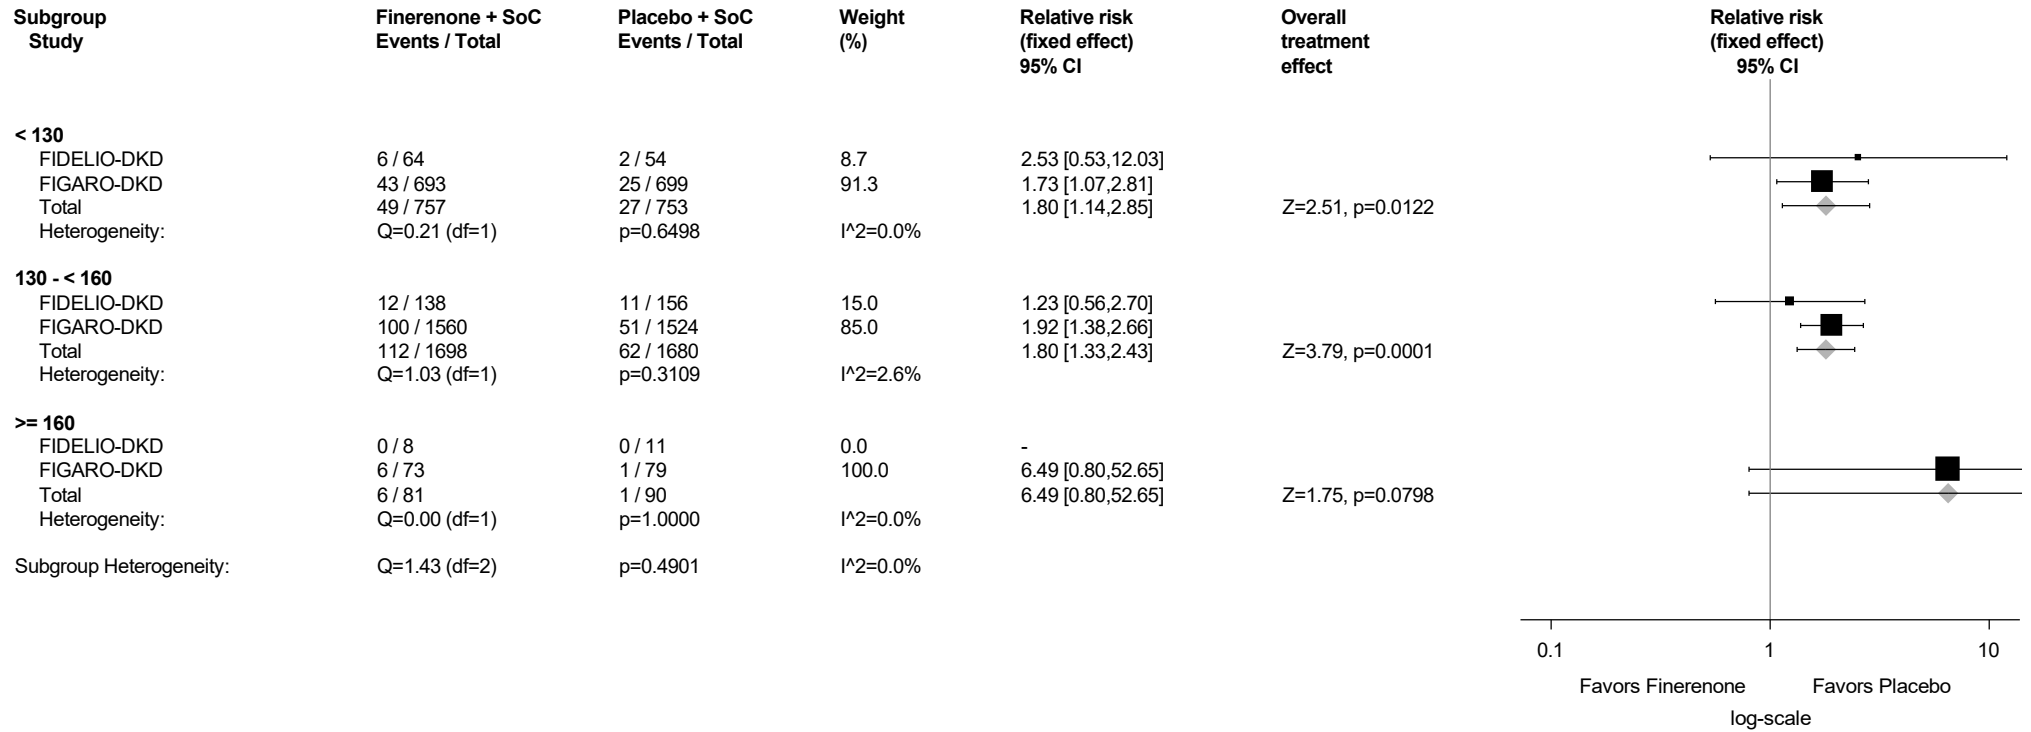 Subgroup Finerenone + SoC Placebo + SoC Weight Relative risk Overall Relative risk
Study Events / Total Events / Total (%) (fixed effect) treatment (fixed effect)
95% CI effect 95% CI
< 130
FIDELIO-DKD 6 / 64 2 / 54 8.7 2.53 [0.53,12.03]
FIGARO-DKD 43 / 693 25 / 699 91.3 1.73 [1.07,2.81]
Total 49 / 757 27 / 753 1.80 [1.14,2.85] Z=2.51, p=0.0122
Heterogeneity: Q=0.21 (df=1) p=0.6498 I^2=0.0%
130 - < 160
FIDELIO-DKD 12 / 138 11 / 156 15.0 1.23 [0.56,2.70]
FIGARO-DKD 100 / 1560 51 / 1524 85.0 1.92 [1.38,2.66]
Total 112 / 1698 62 / 1680 1.80 [1.33,2.43] Z=3.79, p=0.0001
Heterogeneity: Q=1.03 (df=1) p=0.3109 I^2=2.6%
>= 160
FIDELIO-DKD 0 / 8 0 / 11 0.0 -
FIGARO-DKD 6 / 73 1 / 79 100.0 6.49 [0.80,52.65]
Total 6 / 81 1 / 90 6.49 [0.80,52.65] Z=1.75, p=0.0798
Heterogeneity: Q=0.00 (df=1) p=1.0000 I^2=0.0%
Subgroup Heterogeneity: Q=1.43 (df=2) p=0.4901 I^2=0.0%
0.1 1 10
Favors Finerenone Favors Placebo
log-scale